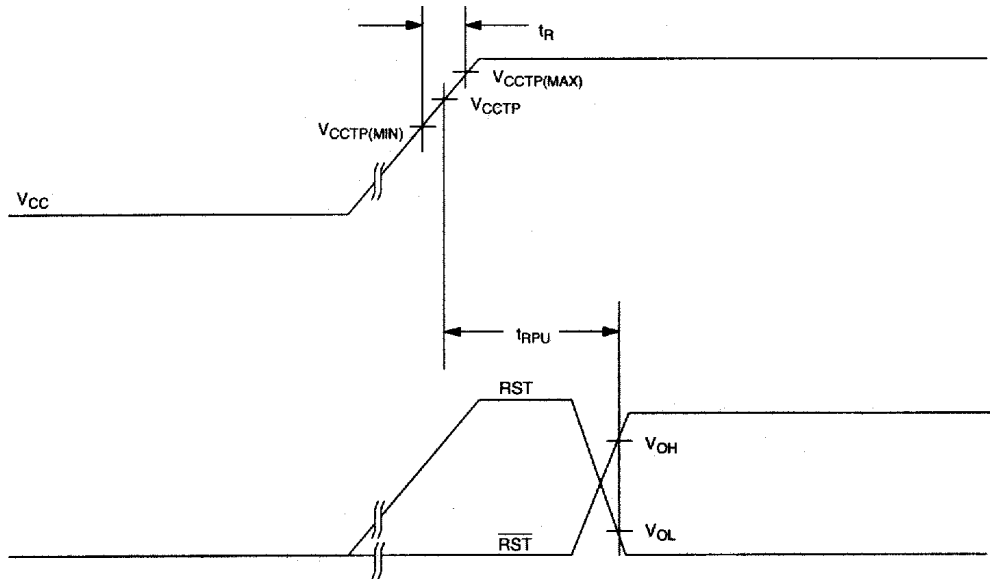 tR
VCCTP(MAX)
VCCTP
VCCTP(MIN)
VCC
tRPU
RST
VOH
VOL
RST